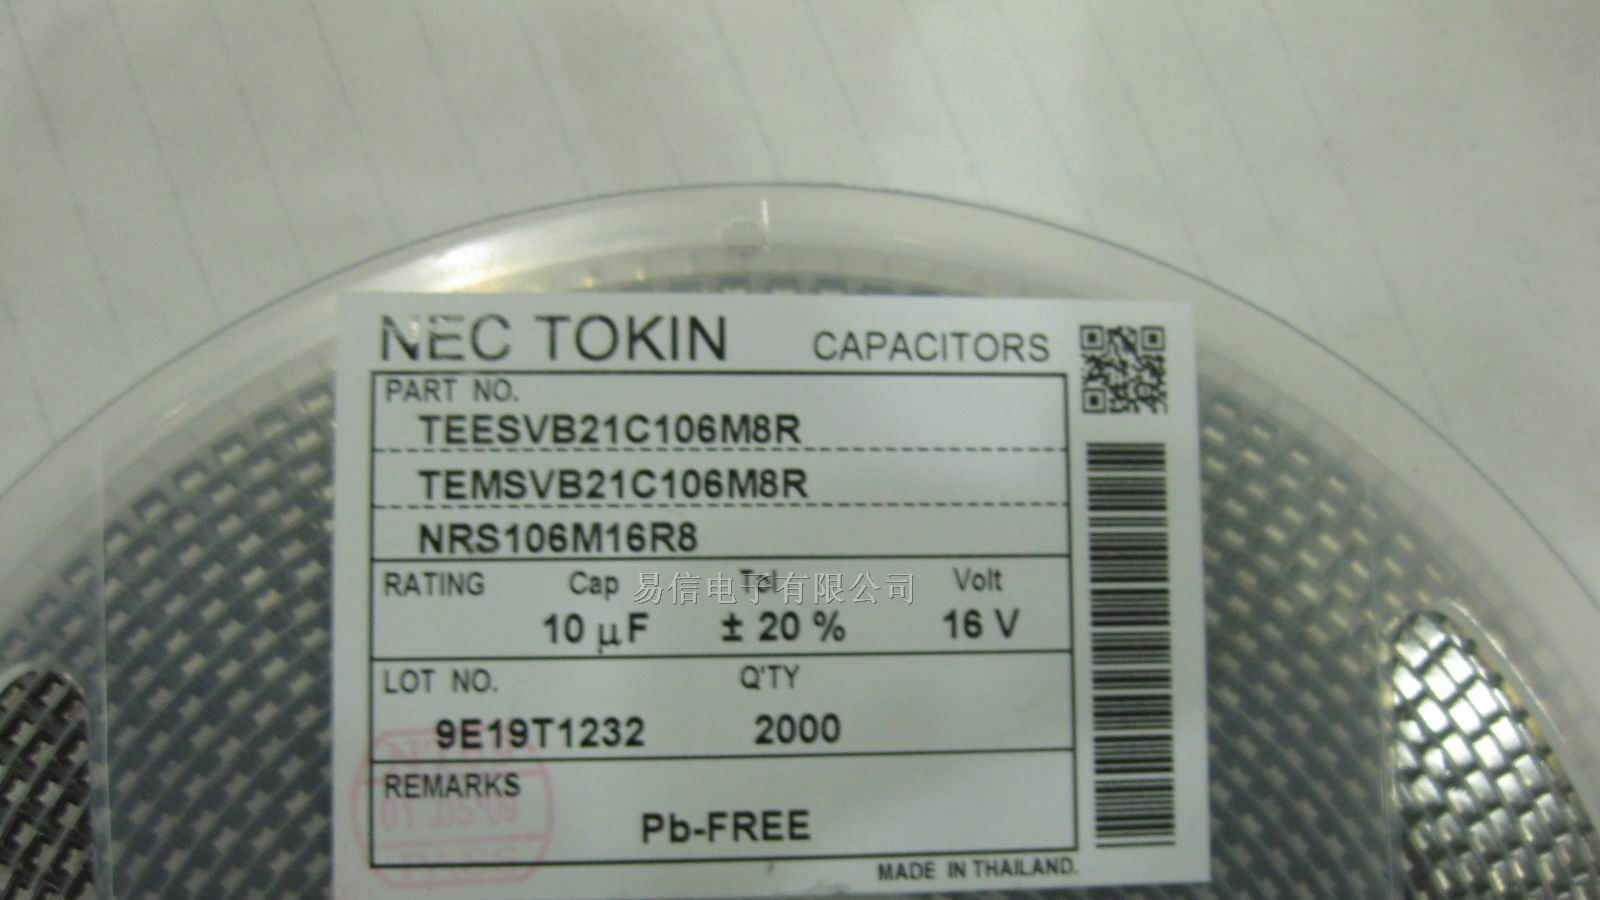 NEC TOKIN CAPACITORS
PART NO.
TEESVB21C106M8R
TEMSVB21C106M8R
NRS106M16R8
RATING Cap Tol Volt
易信电子有限公司
10 μF ± 20 % 16 V
LOT NO. Q'TY
9E19T1232 2000
REMARKS
Pb-FREE
MADE IN THAILAND.